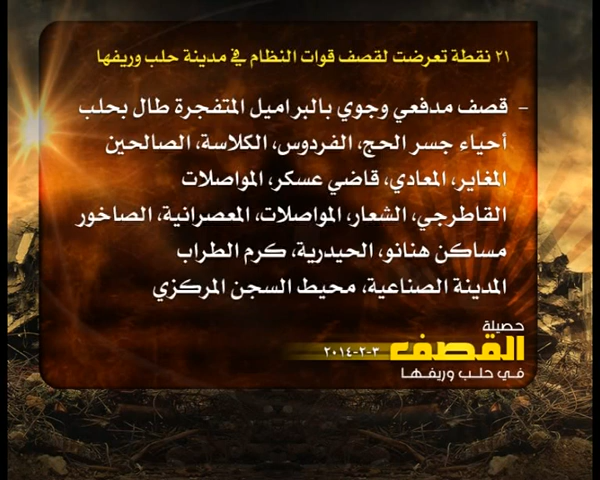 ٢١ نقطة تعرضت لقصف قوات النظام في مدينة حلب وريفها
- قصف مدفعي وجوي بالبراميل المتفجرة طال بحلب
أحياء جسر الحج، الفردوس، الكلاسة، الصالحين
المغاير، المعادي، قاضي عسكر، المواصلات
القاطرجي، الشعار، المواصلات، المعصرانية، الصاخور
مساكن هنانو، الحيدرية، كرم الطراب
المدينة الصناعية، محيط السجن المركزي
حصيلة
القصف ٣-٢-٢٠١٤
في حلب وريفها